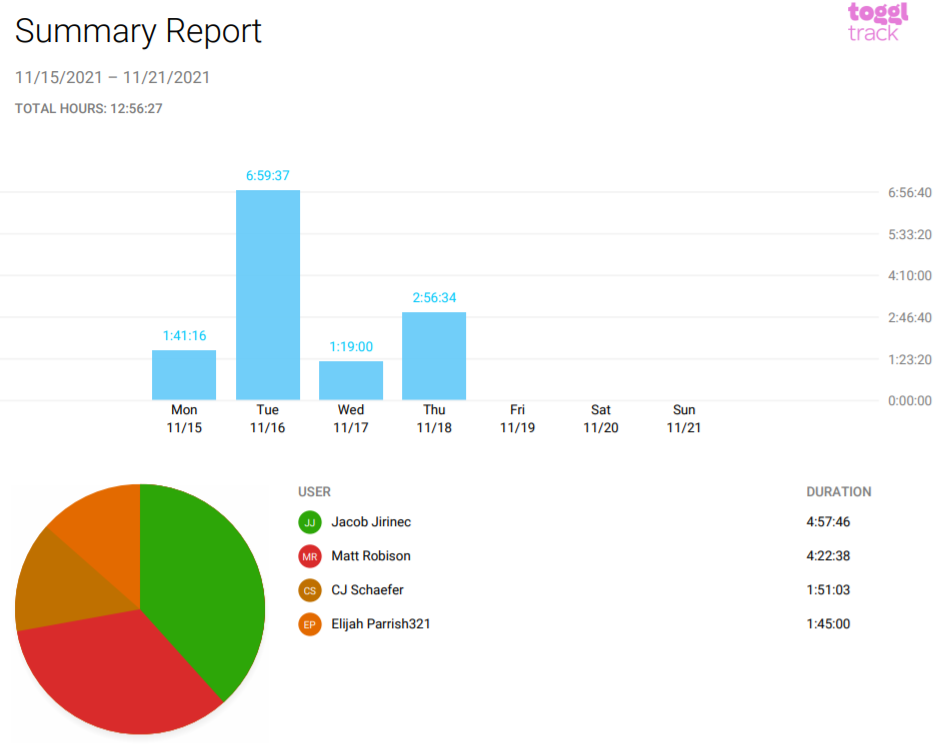 toggl
track
Summary Report
11/15/2021 – 11/21/2021
TOTAL HOURS: 12:56:27
6:59:37
6:56:40
5:33:20
4:10:00
2:56:34
2:46:40
1:41:16
1:19:00
1:23:20
0:00:00
Mon Tue Wed Thu Fri Sat Sun
11/15 11/16 11/17 11/18 11/19 11/20 11/21
USER DURATION
JJ Jacob Jirinec 4:57:46
MR Matt Robison 4:22:38
CS CJ Schaefer 1:51:03
EP Elijah Parrish321 1:45:00